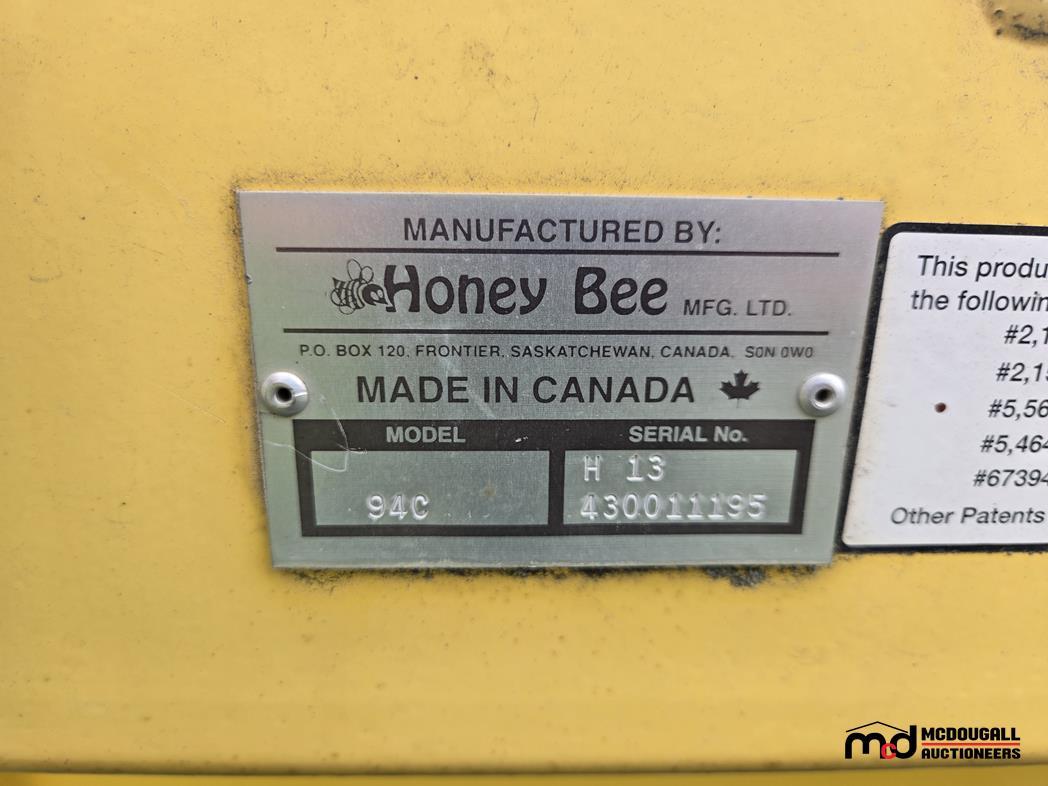 MANUFACTURED BY:
Honey Bee MFG. LTD.
P.O. BOX 120, FRONTIER, SASKATCHEWAN, CANADA, S0N 0W0
MADE IN CANADA
MODEL
SERIAL No.
94C
H 13
430011195
This produ
the followin
#2,1
#2,15
#5,56
#5,464
#67394
Other Patents
mcd MCDOUGALL
AUCTIONEERS